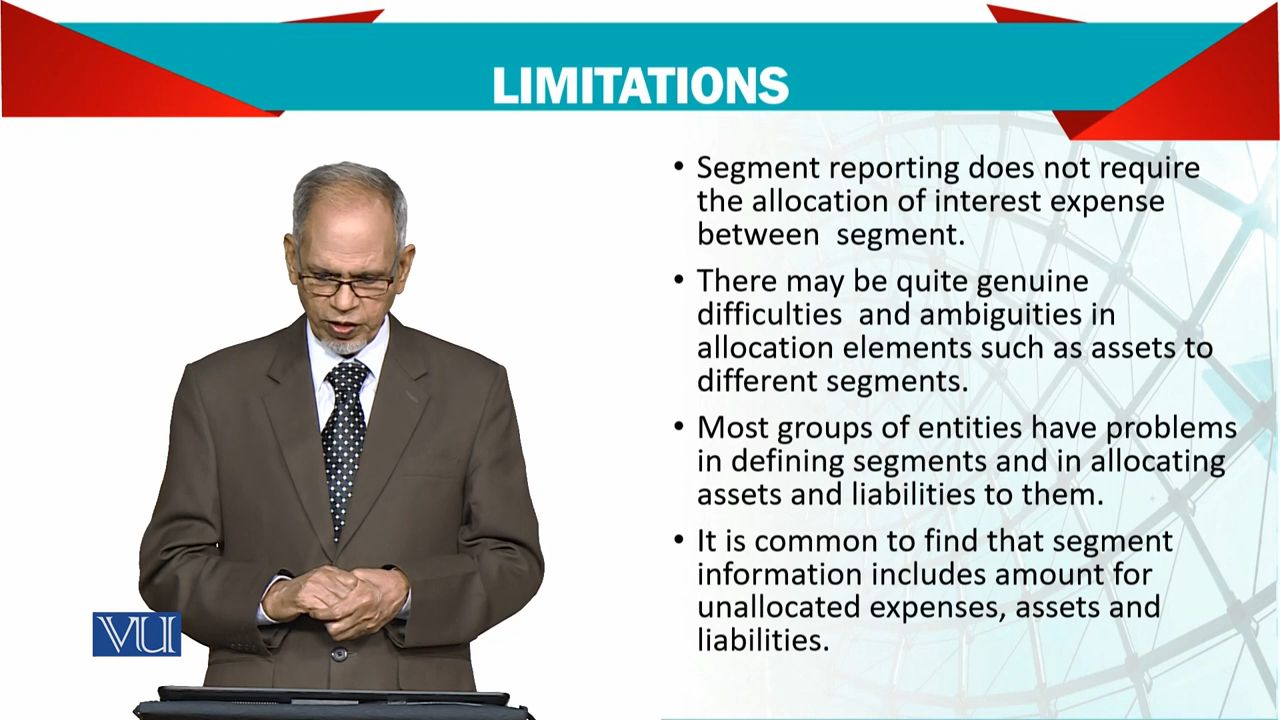 LIMITATIONS
• Segment reporting does not require
the allocation of interest expense
between  segment.
• There may be quite genuine
difficulties  and ambiguities in
allocation elements such as assets to
different segments.
• Most groups of entities have problems
in defining segments and in allocating
assets and liabilities to them.
• It is common to find that segment
information includes amount for
unallocated expenses, assets and
liabilities.
VU